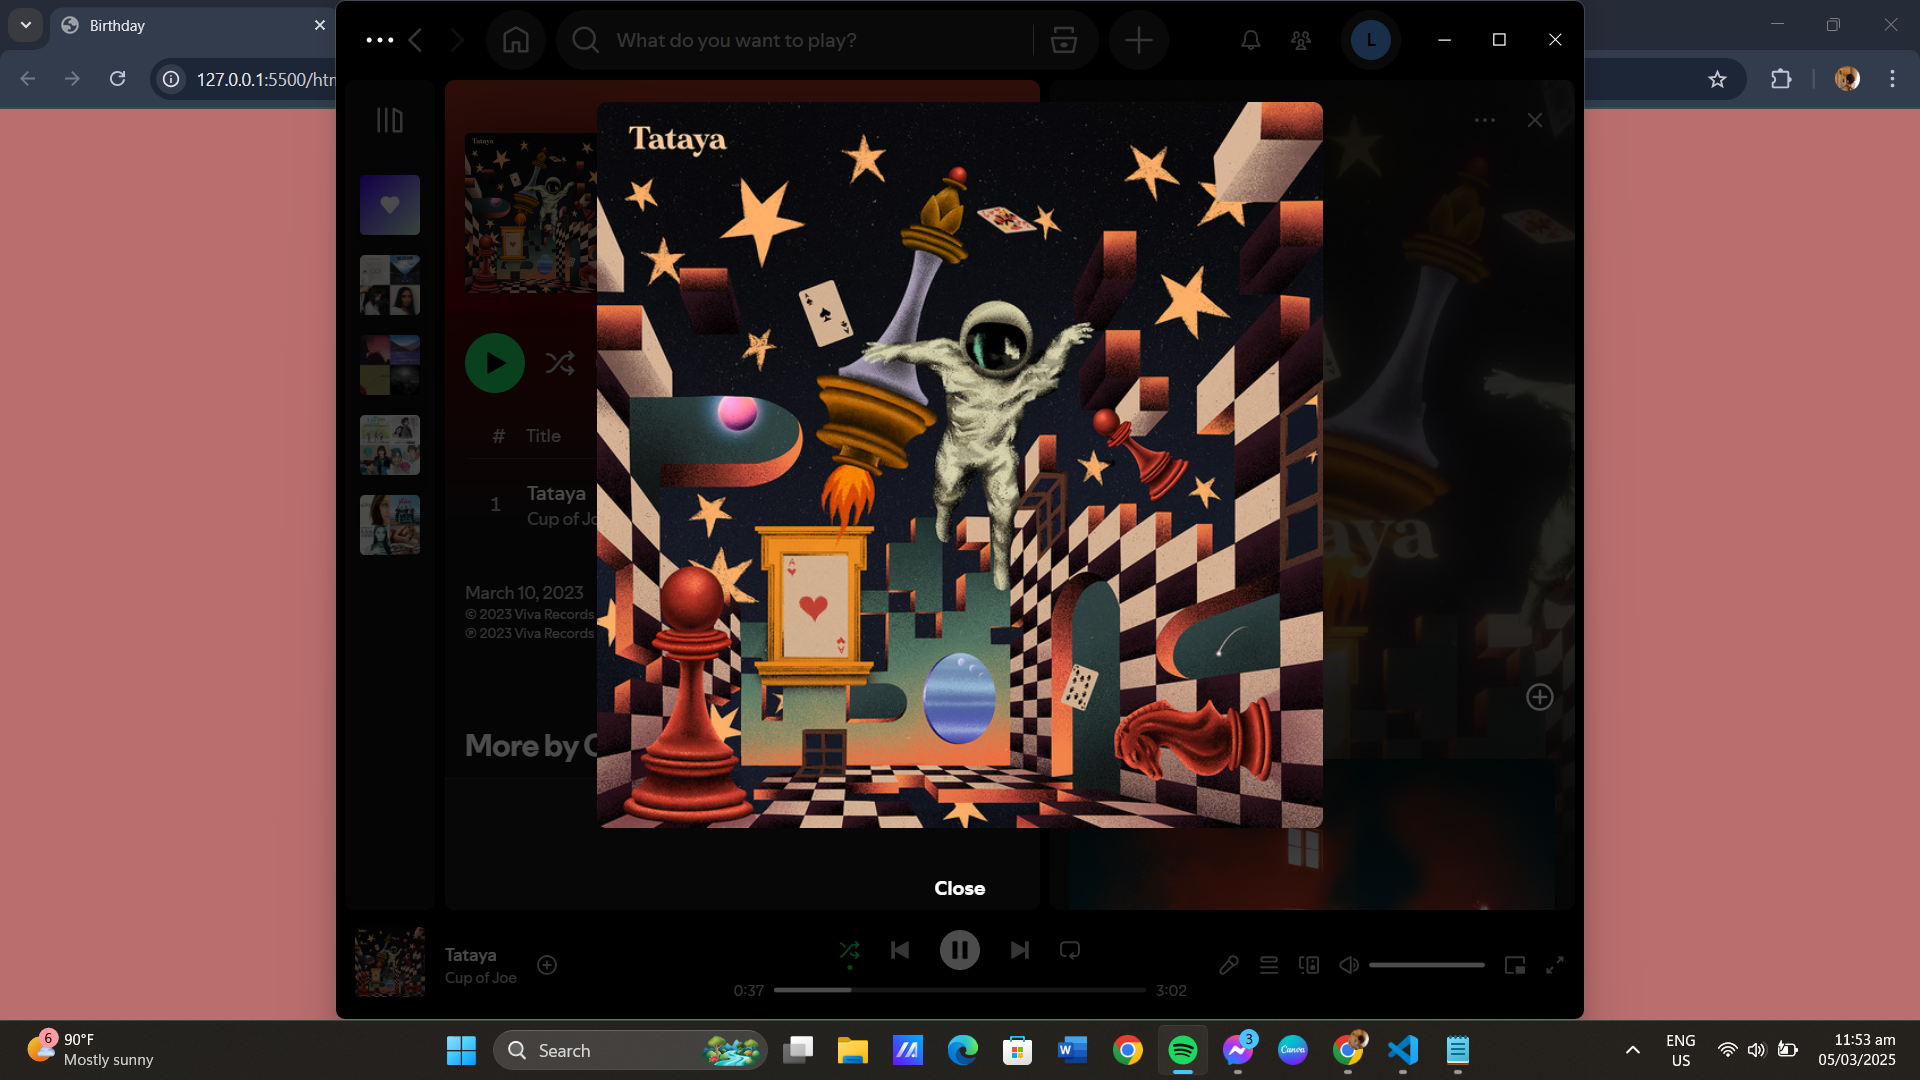 Birthday
127.0.0.1:5500/htm
What do you want to play?
L
Tataya
# Title
1 Tataya
Cup of Jo
March 10, 2023
© 2023 Viva Records
℗ 2023 Viva Records
More by C
aya
Close
Tataya
Cup of Joe
0:37
3:02
6
90°F
Mostly sunny
Search
3
Canva
ENG
US
11:53 am
05/03/2025